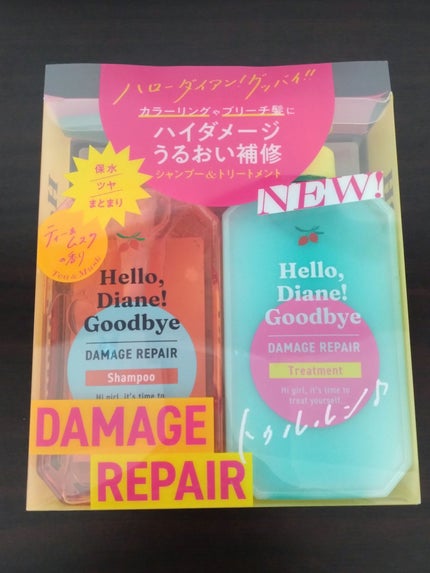 ハローダイアン!グッバイ!!
カラーリングやブリーチ髪に
ハイダメージ
うるおい補修
シャンプー&トリートメント
保水
ツヤ
まとまり
NEW!
ティー&
ムスク
の香り
Tea & Musk
Hello,
Diane!
Goodbye
DAMAGE REPAIR
Shampoo
Hi girl, it's time to
Hello,
Diane!
Goodbye
DAMAGE REPAIR
Treatment
Hi girl, it's time to
treat yourself
トゥルルン♪
DAMAGE
REPAIR